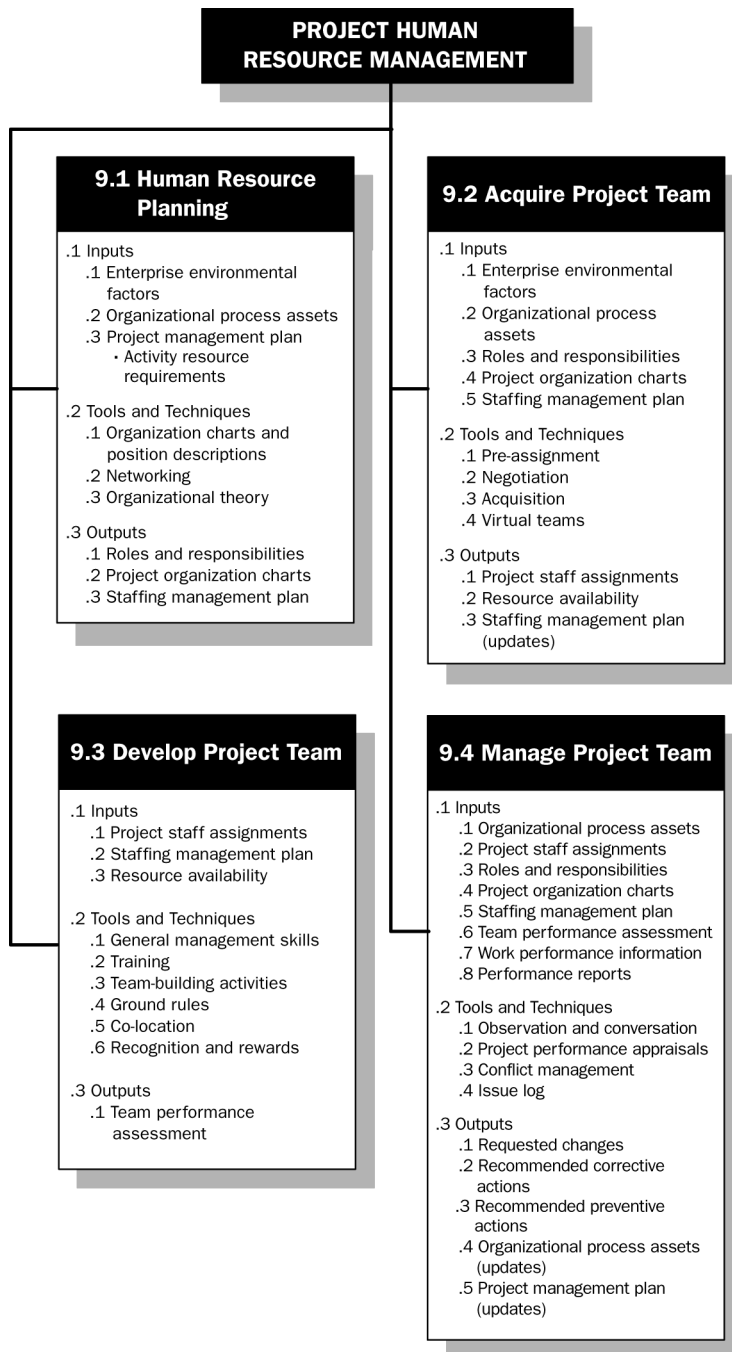 PROJECT HUMAN
RESOURCE MANAGEMENT
9.1 Human Resource
Planning
.1 Inputs
.1 Enterprise environmental
factors
.2 Organizational process assets
.3 Project management plan
· Activity resource
requirements
.2 Tools and Techniques
.1 Organization charts and
position descriptions
.2 Networking
.3 Organizational theory
.3 Outputs
.1 Roles and responsibilities
.2 Project organization charts
.3 Staffing management plan
9.2 Acquire Project Team
.1 Inputs
.1 Enterprise environmental
factors
.2 Organizational process
assets
.3 Roles and responsibilities
.4 Project organization charts
.5 Staffing management plan
.2 Tools and Techniques
.1 Pre-assignment
.2 Negotiation
.3 Acquisition
.4 Virtual teams
.3 Outputs
.1 Project staff assignments
.2 Resource availability
.3 Staffing management plan
(updates)
9.3 Develop Project Team
.1 Inputs
.1 Project staff assignments
.2 Staffing management plan
.3 Resource availability
.2 Tools and Techniques
.1 General management skills
.2 Training
.3 Team-building activities
.4 Ground rules
.5 Co-location
.6 Recognition and rewards
.3 Outputs
.1 Team performance
assessment
9.4 Manage Project Team
.1 Inputs
.1 Organizational process assets
.2 Project staff assignments
.3 Roles and responsibilities
.4 Project organization charts
.5 Staffing management plan
.6 Team performance assessment
.7 Work performance information
.8 Performance reports
.2 Tools and Techniques
.1 Observation and conversation
.2 Project performance appraisals
.3 Conflict management
.4 Issue log
.3 Outputs
.1 Requested changes
.2 Recommended corrective
actions
.3 Recommended preventive
actions
.4 Organizational process assets
(updates)
.5 Project management plan
(updates)